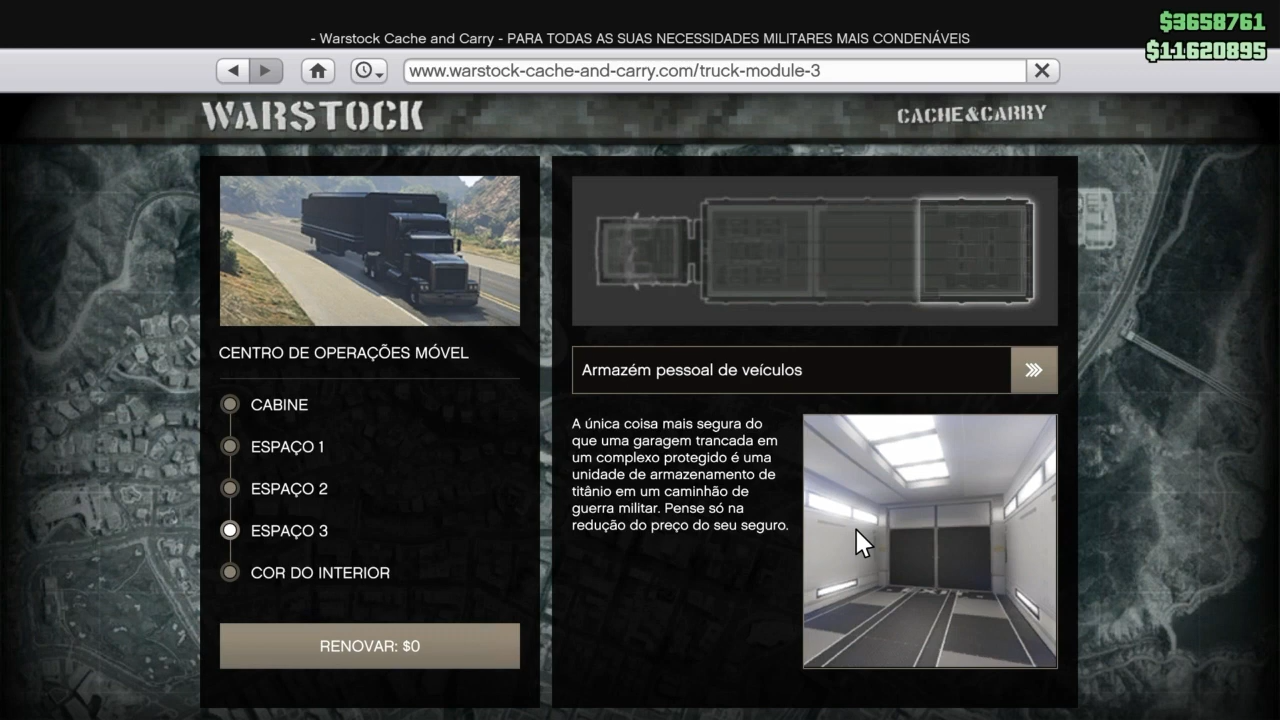 $3658761
- Warstock Cache and Carry - PARA TODAS AS SUAS NECESSIDADES MILITARES MAIS CONDENÁVEIS
$11620895
www.warstock-cache-and-carry.com/truck-module-3
WARSTOCK
CACHE&CARRY
CENTRO DE OPERAÇÕES MÓVEL
CABINE
ESPAÇO 1
ESPAÇO 2
ESPAÇO 3
COR DO INTERIOR
RENOVAR: $0
Armazém pessoal de veículos
A única coisa mais segura do
que uma garagem trancada em
um complexo protegido é uma
unidade de armazenamento de
titânio em um caminhão de
guerra militar. Pense só na
redução do preço do seu seguro.